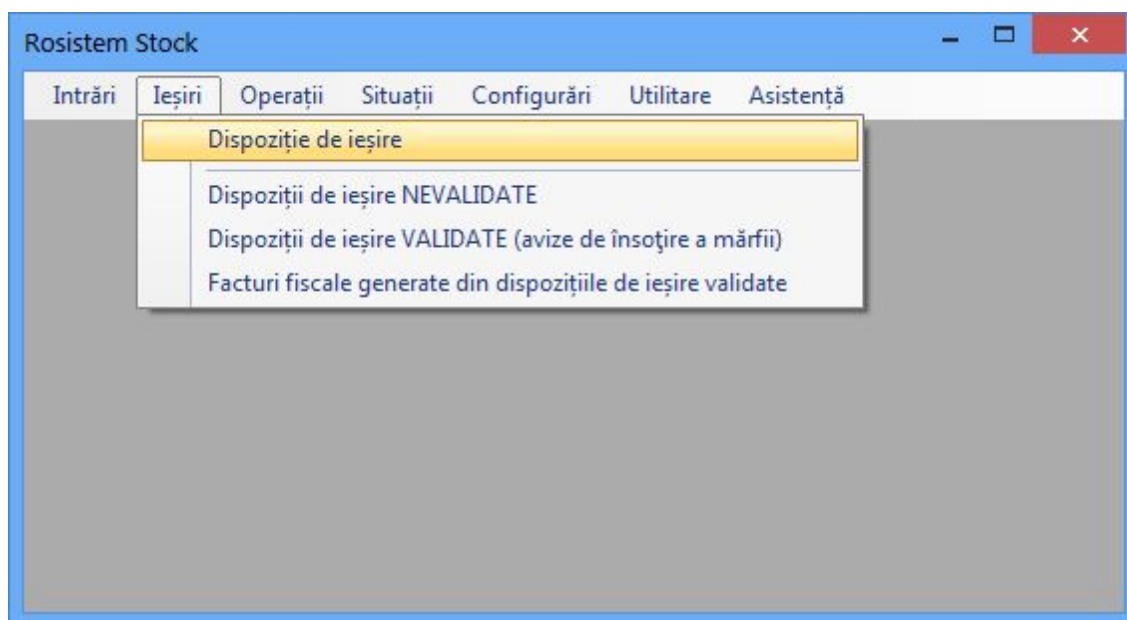 Rosistem Stock
Intrări Ieșiri Operații Situații Configurări Utilitare Asistență
Dispoziție de ieșire
Dispoziții de ieșire NEVALIDATE
Dispoziții de ieșire VALIDATE (avize de însoţire a mărfii)
Facturi fiscale generate din dispozițiile de ieșire validate